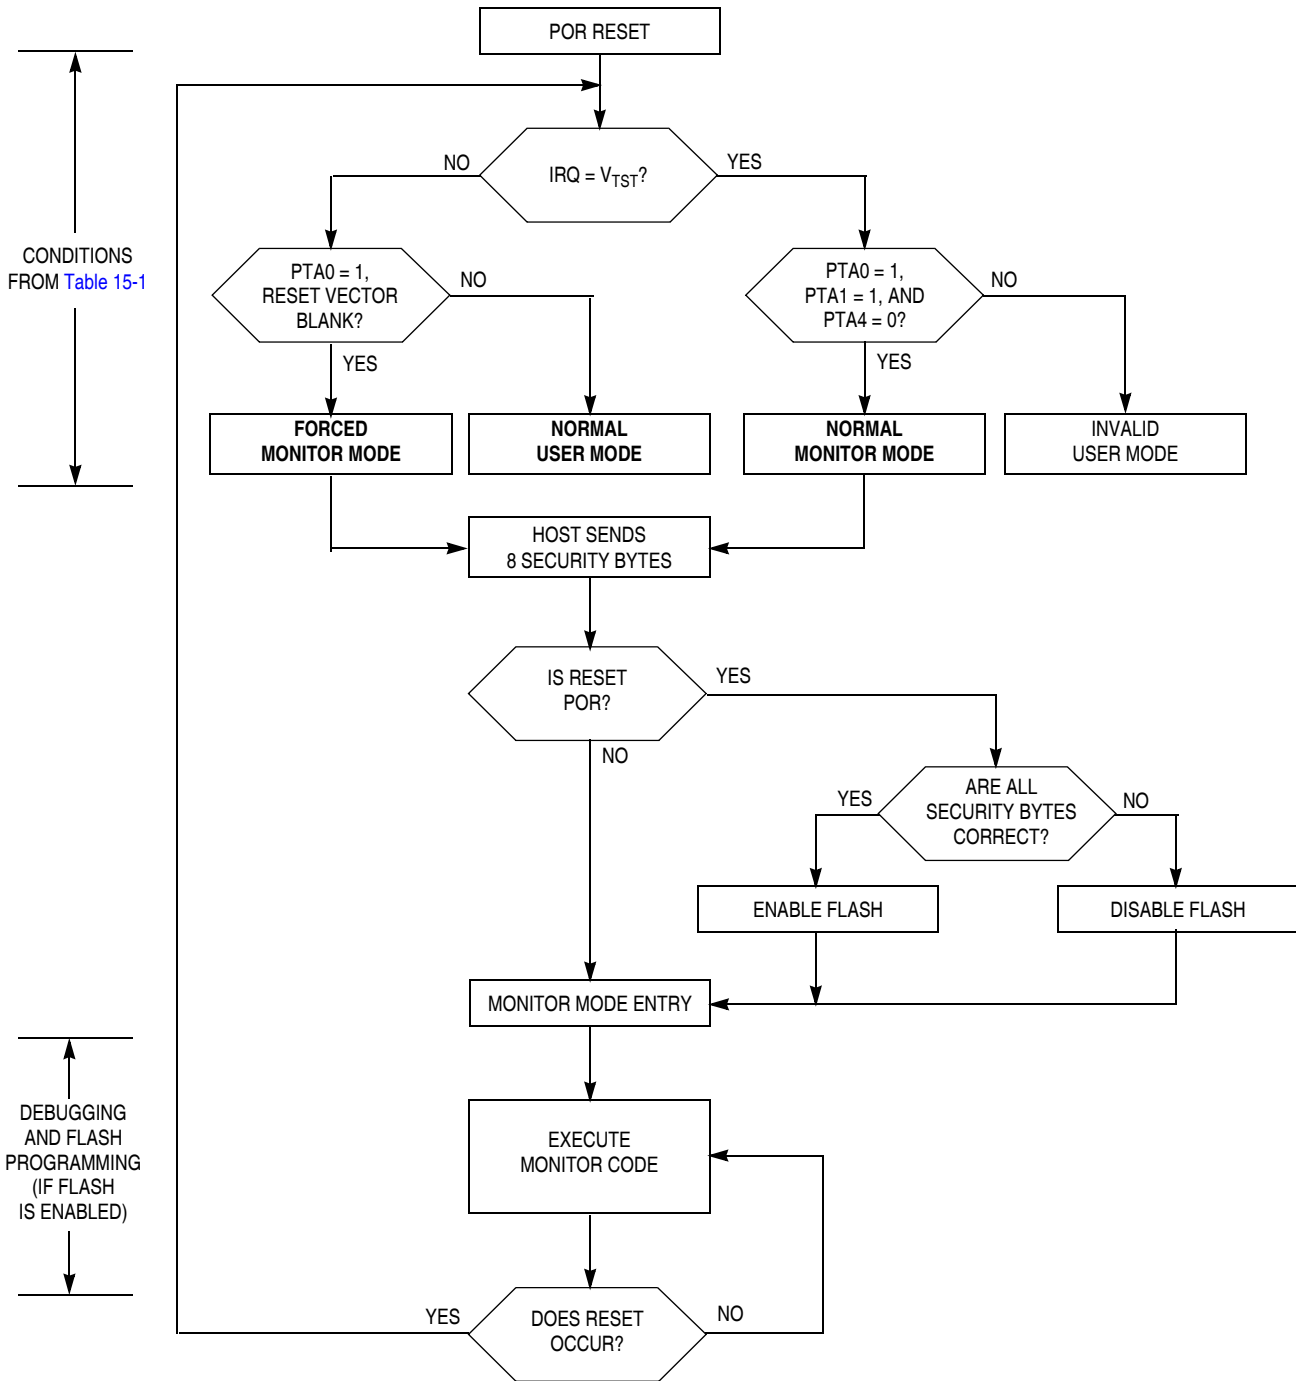 POR RESET
NO
IRQ = VTST?
YES
CONDITIONS
FROM Table 15-1
PTA0 = 1,
RESET VECTOR
BLANK?
NO
YES
PTA0 = 1,
PTA1 = 1, AND
PTA4 = 0?
NO
YES
FORCED
MONITOR MODE
NORMAL
USER MODE
NORMAL
MONITOR MODE
INVALID
USER MODE
HOST SENDS
8 SECURITY BYTES
IS RESET
POR?
YES
NO
YES
ARE ALL
SECURITY BYTES
CORRECT?
NO
ENABLE FLASH
DISABLE FLASH
MONITOR MODE ENTRY
DEBUGGING
AND FLASH
PROGRAMMING
(IF FLASH
IS ENABLED)
EXECUTE
MONITOR CODE
YES
DOES RESET
OCCUR?
NO